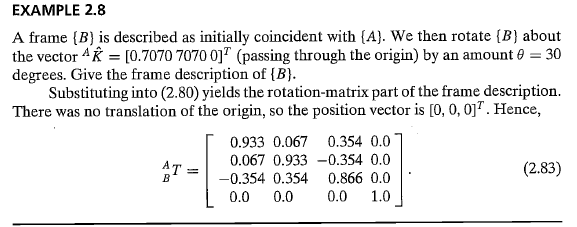 EXAMPLE 2.8
A frame {B} is described as initially coincident with {A}. We then rotate {B} about
the vector ᴬK̂ = [0.7070 7070 0]ᵀ (passing through the origin) by an amount θ = 30
degrees. Give the frame description of {B}.
Substituting into (2.80) yields the rotation-matrix part of the frame description.
There was no translation of the origin, so the position vector is [0, 0, 0]ᵀ. Hence,
0.933 0.067 0.354 0.0
0.067 0.933 −0.354 0.0
ᴬ_BT = −0.354 0.354 0.866 0.0 . (2.83)
0.0 0.0 0.0 1.0